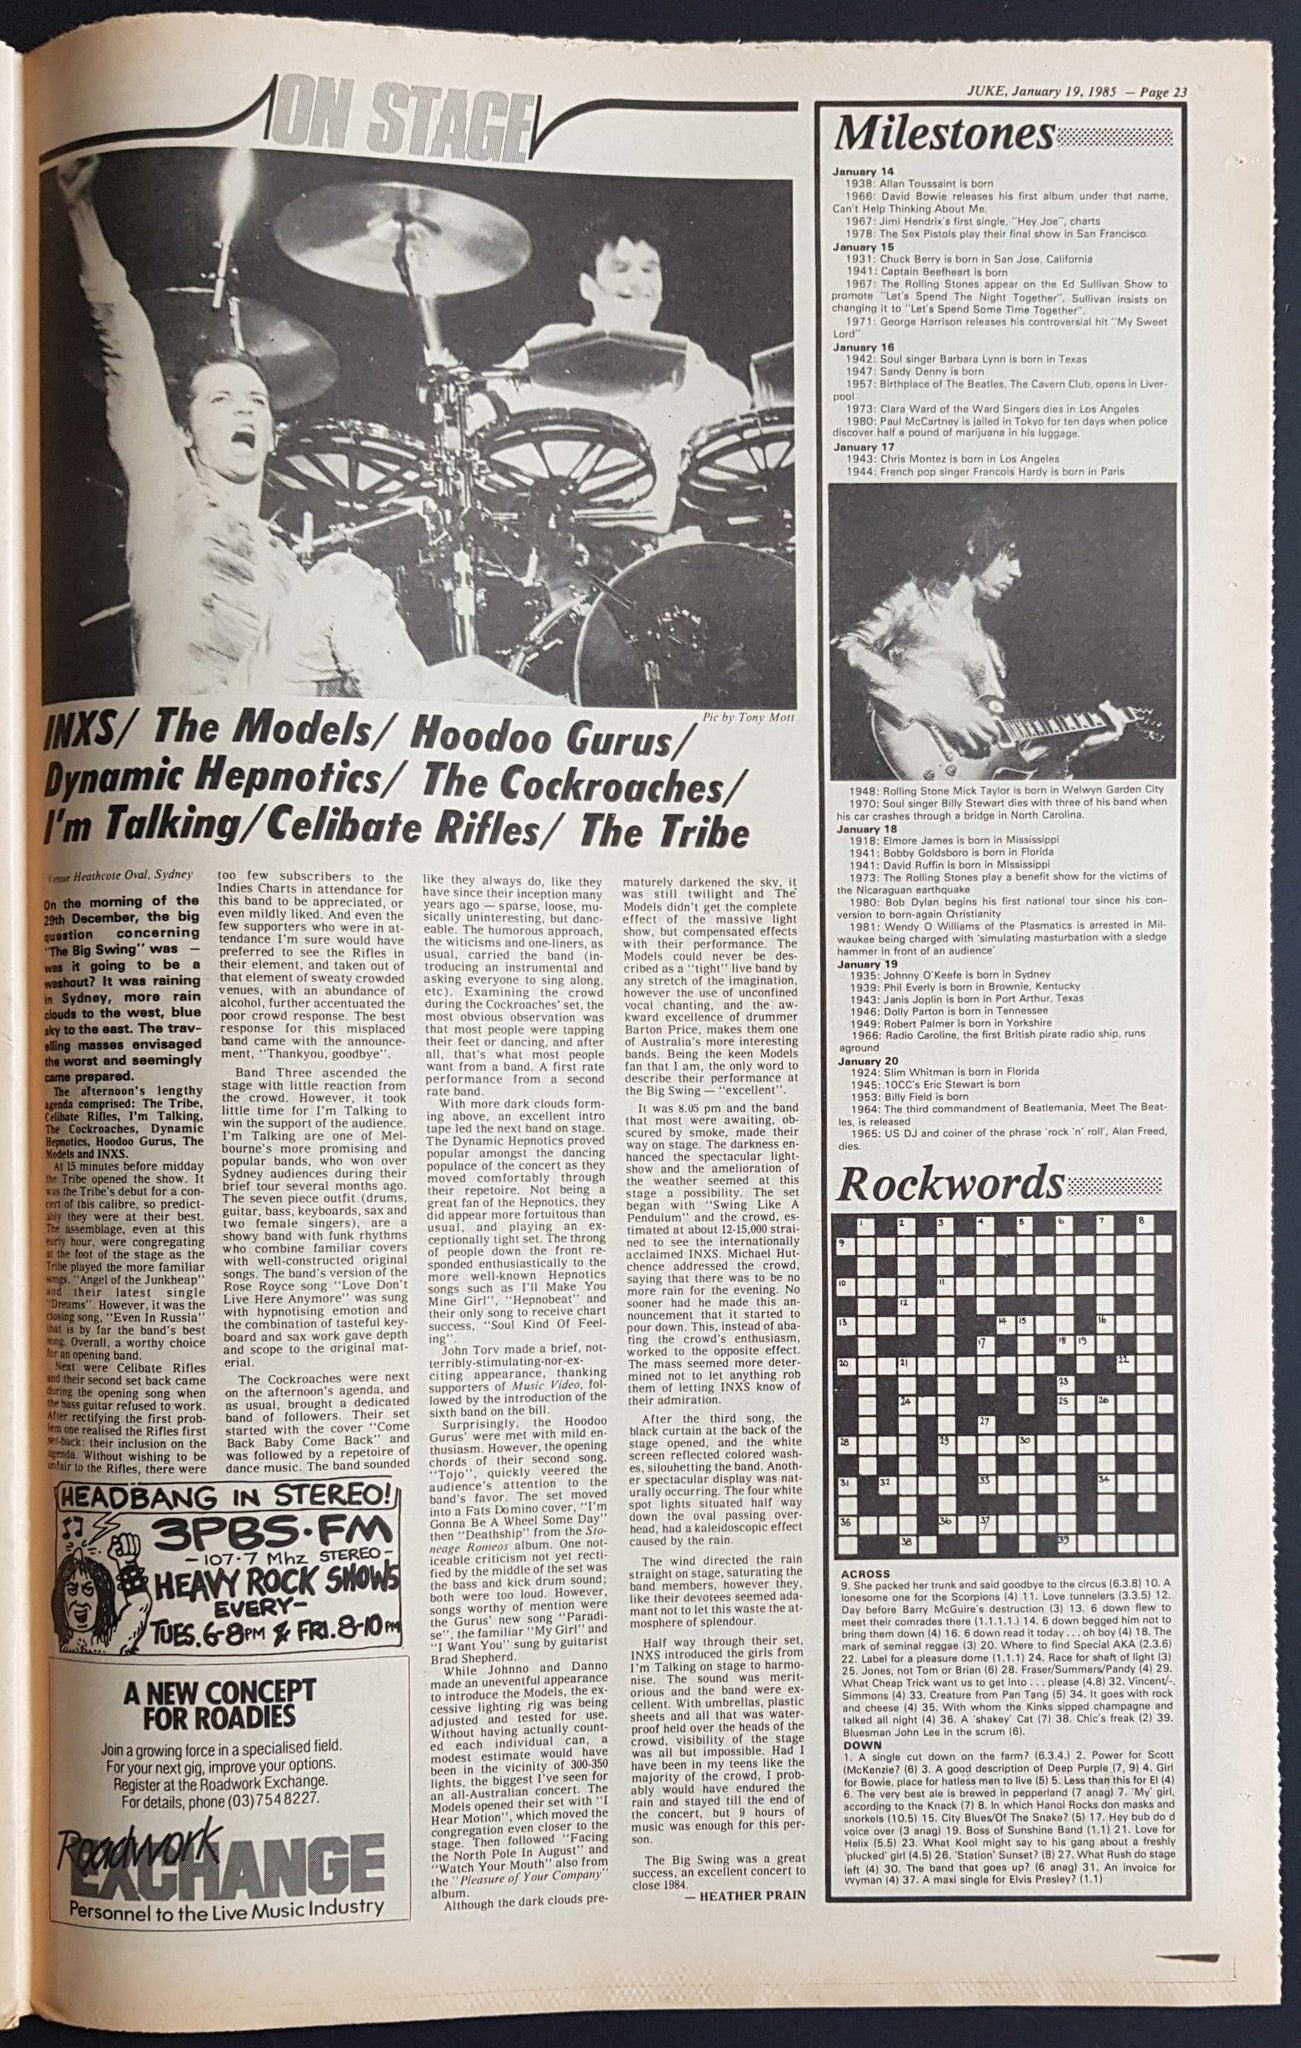 JUKE, January 19, 1985 — Page 23
ON STAGE
Pic by Tony Mott
INXS/ The Models/ Hoodoo Gurus/
Dynamic Hepnotics/ The Cockroaches/
I'm Talking/Celibate Rifles/ The Tribe
Venue Heathcote Oval, Sydney
On the morning of the
29th December, the big
question concerning
"The Big Swing" was —
was it going to be a
washout? It was raining
in Sydney, more rain
clouds to the west, blue
sky to the east. The trav-
elling masses envisaged
the worst and seemingly
came prepared.
The afternoon's lengthy
agenda comprised: The Tribe,
Celibate Rifles, I'm Talking,
The Cockroaches, Dynamic
Hepnotics, Hoodoo Gurus, The
Models and INXS.
At 15 minutes before midday
the Tribe opened the show. It
was the Tribe's debut for a con-
cert of this calibre, so predict-
ably they were at their best.
The assemblage, even at this
early hour, were congregating
at the foot of the stage as the
Tribe played the more familiar
songs, "Angel of the Junkheap"
and their latest single
"Dreams". However, it was the
closing song, "Even In Russia"
that is by far the band's best
song. Overall, a worthy choice
for an opening band.
Next were Celibate Rifles
and their second set back came
during the opening song when
the bass guitar refused to work.
After rectifying the first prob-
lem one realised the Rifles first
set-back: their inclusion on the
agenda. Without wishing to be
unfair to the Rifles, there were
too few subscribers to the
Indies Charts in attendance for
this band to be appreciated, or
even mildly liked. And even the
few supporters who were in at-
tendance I'm sure would have
preferred to see the Rifles in
their element, and taken out of
that element of sweaty crowded
venues, with an abundance of
alcohol, further accentuated the
poor crowd response. The best
response for this misplaced
band came with the announce-
ment, "Thankyou, goodbye".
Band Three ascended the
stage with little reaction from
the crowd. However, it took
little time for I'm Talking to
win the support of the audience.
I'm Talking are one of Mel-
bourne's more promising and
popular bands, who won over
Sydney audiences during their
brief tour several months ago.
The seven piece outfit (drums,
guitar, bass, keyboards, sax and
two female singers), are a
showy band with funk rhythms
who combine familiar covers
with well-constructed original
songs. The band's version of the
Rose Royce song "Love Don't
Live Here Anymore" was sung
with hypnotising emotion and
the combination of tasteful key-
board and sax work gave depth
and scope to the original mat-
erial.
The Cockroaches were next
on the afternoon's agenda, and
as usual, brought a dedicated
band of followers. Their set
started with the cover "Come
Back Baby Come Back" and
was followed by a repetoire of
dance music. The band sounded
like they always do, like they
have since their inception many
years ago — sparse, loose, mu-
sically uninteresting, but danc-
eable. The humorous approach,
the witicisms and one-liners, as
usual, carried the band (in-
troducing an instrumental and
asking everyone to sing along,
etc). Examining the crowd
during the Cockroaches' set, the
most obvious observation was
that most people were tapping
their feet or dancing, and after
all, that's what most people
want from a band. A first rate
performance from a second
rate band.
With more dark clouds form-
ing above, an excellent intro
tape led the next band on stage.
The Dynamic Hepnotics proved
popular amongst the dancing
populace of the concert as they
moved comfortably through
their repetoire. Not being a
great fan of the Hepnotics, they
did appear more fortuitous than
usual, and playing an ex-
ceptionally tight set. The throng
of people down the front re-
sponded enthusiastically to the
more well-known Hepnotics
songs such as I'll Make You
Mine Girl", "Hepnobeat" and
their only song to receive chart
success, "Soul Kind Of Feel-
ing".
John Torv made a brief, not-
terribly-stimulating-nor-ex-
citing appearance, thanking
supporters of Music Video, fol-
lowed by the introduction of the
sixth band on the bill.
Surprisingly, the Hoodoo
Gurus' were met with mild en-
thusiasm. However, the opening
chords of their second song,
"Tojo", quickly veered the
audience's attention to the
band's favor. The set moved
into a Fats Domino cover, "I'm
Gonna Be A Wheel Some Day"
then "Deathship" from the Sto-
neage Romeos album. One not-
iceable criticism not yet recti-
fied by the middle of the set was
the bass and kick drum sound;
both were too loud. However,
songs worthy of mention were
the Gurus' new song "Paradi-
se", the familiar "My Girl" and
"I Want You" sung by guitarist
Brad Shepherd.
While Johnno and Danno
made an uneventful appearance
to introduce the Models, the ex-
cessive lighting rig was being
adjusted and tested for use.
Without having actually count-
ed each individual can, a
modest estimate would have
been in the vicinity of 300-350
lights, the biggest I've seen for
an all-Australian concert. The
Models opened their set with "I
Hear Motion", which moved the
congregation even closer to the
stage. Then followed "Facing
the North Pole In August" and
"Watch Your Mouth" also from
the "Pleasure of Your Company"
album.
Although the dark clouds pre-
maturely darkened the sky, it
was still twilight and The
Models didn't get the complete
effect of the massive light
show, but compensated effects
with their performance. The
Models could never be des-
cribed as a "tight" live band by
any stretch of the imagination,
however the use of unconfined
vocal chanting, and the aw-
kward excellence of drummer
Barton Price, makes them one
of Australia's more interesting
bands. Being the keen Models
fan that I am, the only word to
describe their performance at
the Big Swing — "excellent".
It was 8.05 pm and the band
that most were awaiting, ob-
scured by smoke, made their
way on stage. The darkness en-
hanced the spectacular light-
show and the amelioration of
the weather seemed at this
stage a possibility. The set
began with "Swing Like A
Pendulum" and the crowd, es-
timated at about 12-15,000 strai-
ned to see the internationally
acclaimed INXS. Michael Hut-
chence addressed the crowd,
saying that there was to be no
more rain for the evening. No
sooner had he made this an-
nouncement that it started to
pour down. This, instead of aba-
ting the crowd's enthusiasm,
worked to the opposite effect.
The mass seemed more deter-
mined not to let anything rob
them of letting INXS know of
their admiration.
After the third song, the
black curtain at the back of the
stage opened, and the white
screen reflected colored wash-
es, silouhetting the band. Anoth-
er spectacular display was nat-
urally occurring. The four white
spot lights situated half way
down the oval passing over-
head, had a kaleidoscopic effect
caused by the rain.
The wind directed the rain
straight on stage, saturating the
band members, however they,
like their devotees seemed ada-
mant not to let this waste the at-
mosphere of splendour.
Half way through their set,
INXS introduced the girls from
I'm Talking on stage to harmo-
nise. The sound was merit-
orious and the band were ex-
cellent. With umbrellas, plastic
sheets and all that was water-
proof held over the heads of the
crowd, visibility of the stage
was all but impossible. Had I
have been in my teens like the
majority of the crowd, I prob-
ably would have endured the
rain and stayed till the end of
the concert, but 9 hours of
music was enough for this per-
son.
The Big Swing was a great
success, an excellent concert to
close 1984.
— HEATHER PRAIN
HEADBANG IN STEREO!
3PBS·FM
-107·7 Mhz STEREO-
HEAVY ROCK SHOWS
EVERY-
TUES. 6-8PM & FRI. 8-10PM
A NEW CONCEPT
FOR ROADIES
Join a growing force in a specialised field.
For your next gig, improve your options.
Register at the Roadwork Exchange.
For details, phone (03) 754 8227.
Roadwork
EXCHANGE
Personnel to the Live Music Industry
Milestones
January 14
1938: Allan Toussaint is born
1966: David Bowie releases his first album under that name,
Can't Help Thinking About Me.
1967: Jimi Hendrix's first single, "Hey Joe", charts
1978: The Sex Pistols play their final show in San Francisco.
January 15
1931: Chuck Berry is born in San Jose, California
1941: Captain Beefheart is born
1967: The Rolling Stones appear on the Ed Sullivan Show to
promote "Let's Spend The Night Together". Sullivan insists on
changing it to "Let's Spend Some Time Together".
1971: George Harrison releases his controversial hit "My Sweet
Lord"
January 16
1942: Soul singer Barbara Lynn is born in Texas
1947: Sandy Denny is born
1957: Birthplace of The Beatles, The Cavern Club, opens in Liver-
pool
1973: Clara Ward of the Ward Singers dies in Los Angeles
1980: Paul McCartney is jailed in Tokyo for ten days when police
discover half a pound of marijuana in his luggage.
January 17
1943: Chris Montez is born in Los Angeles
1944: French pop singer Francois Hardy is born in Paris
1948: Rolling Stone Mick Taylor is born in Welwyn Garden City
1970: Soul singer Billy Stewart dies with three of his band when
his car crashes through a bridge in North Carolina.
January 18
1918: Elmore James is born in Mississippi
1941: Bobby Goldsboro is born in Florida
1941: David Ruffin is born in Mississippi
1973: The Rolling Stones play a benefit show for the victims of
the Nicaraguan earthquake
1980: Bob Dylan begins his first national tour since his con-
version to born-again Christianity
1981: Wendy O Williams of the Plasmatics is arrested in Mil-
waukee being charged with 'simulating masturbation with a sledge
hammer in front of an audience'
January 19
1935: Johnny O'Keefe is born in Sydney
1939: Phil Everly is born in Brownie, Kentucky
1943: Janis Joplin is born in Port Arthur, Texas
1946: Dolly Parton is born in Tennessee
1949: Robert Palmer is born in Yorkshire
1966: Radio Caroline, the first British pirate radio ship, runs
aground
January 20
1924: Slim Whitman is born in Florida
1945: 10CC's Eric Stewart is born
1953: Billy Field is born
1964: The third commandment of Beatlemania, Meet The Beat-
les, is released
1965: US DJ and coiner of the phrase 'rock 'n' roll', Alan Freed,
dies.
Rockwords
ACROSS
9. She packed her trunk and said goodbye to the circus (6.3.8) 10. A
lonesome one for the Scorpions (4) 11. Love tunnelers (3.3.5) 12.
Day before Barry McGuire's destruction (3) 13. 6 down flew to
meet their comrades there (1.1.1.1.) 14. 6 down begged him not to
bring them down (4) 16. 6 down read it today . . . oh boy (4) 18. The
mark of seminal reggae (3) 20. Where to find Special AKA (2.3.6)
22. Label for a pleasure dome (1.1.1) 24. Race for shaft of light (3)
25. Jones, not Tom or Brian (6) 28. Fraser/Summers/Pandy (4) 29.
What Cheap Trick want us to get into . . . please (4,8) 32. Vincent/-
Simmons (4) 33. Creature from Pan Tang (5) 34. It goes with rock
and cheese (4) 35. With whom the Kinks sipped champagne and
talked all night (4) 36. A 'shakey' Cat (7) 38. Chic's freak (2) 39.
Bluesman John Lee in the scrum (6).
DOWN
1. A single cut down on the farm? (6.3.4.) 2. Power for Scott
(McKenzie? (6) 3. A good description of Deep Purple (7, 9) 4. Girl
for Bowie, place for hatless men to live (5) 5. Less than this for El (4)
6. The very best ale is brewed in pepperland (7 anag) 7. 'My' girl,
according to the Knack (7) 8. In which Hanoi Rocks don masks and
snorkels (10.5) 15. City Blues/Of The Snake? (5) 17. Hey bub do d
voice over (3 anag) 19. Boss of Sunshine Band (1.1) 21. Love for
Helix (5.5) 23. What Kool might say to his gang about a freshly
'plucked' girl (4.5) 26. 'Station' Sunset? (8) 27. What Rush do stage
left (4) 30. The band that goes up? (6 anag) 31. An invoice for
Wyman (4) 37. A maxi single for Elvis Presley? (1.1)